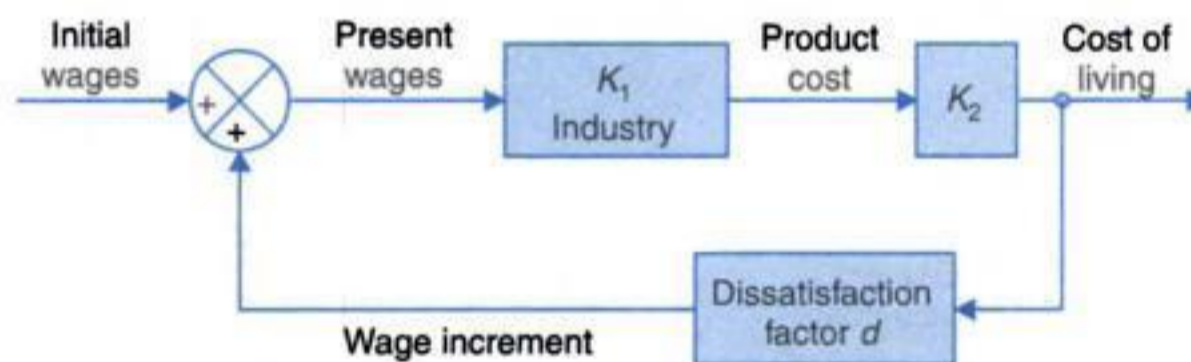 Initial
wages
Present
wages
K₁
Industry
Product
cost
K₂
Cost of
living
+
+
Dissatisfaction
factor d
Wage increment